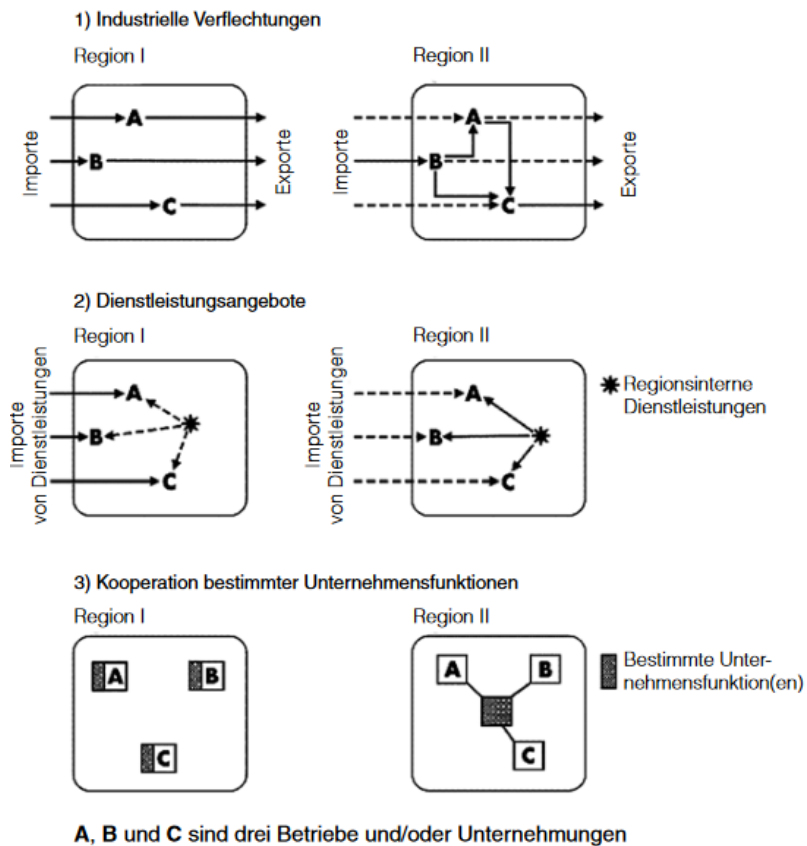 1) Industrielle Verflechtungen
Region I
Region II
Importe
A
B
C
Exporte
Importe
A
B
C
Exporte
2) Dienstleistungsangebote
Region I
Region II
Importe
von Dienstleistungen
A
B
C
Importe
von Dienstleistungen
A
B
C
Regionsinterne
Dienstleistungen
3) Kooperation bestimmter Unternehmensfunktionen
Region I
Region II
A
B
C
A
B
C
Bestimmte Unter-
nehmensfunktion(en)
A, B und C sind drei Betriebe und/oder Unternehmungen